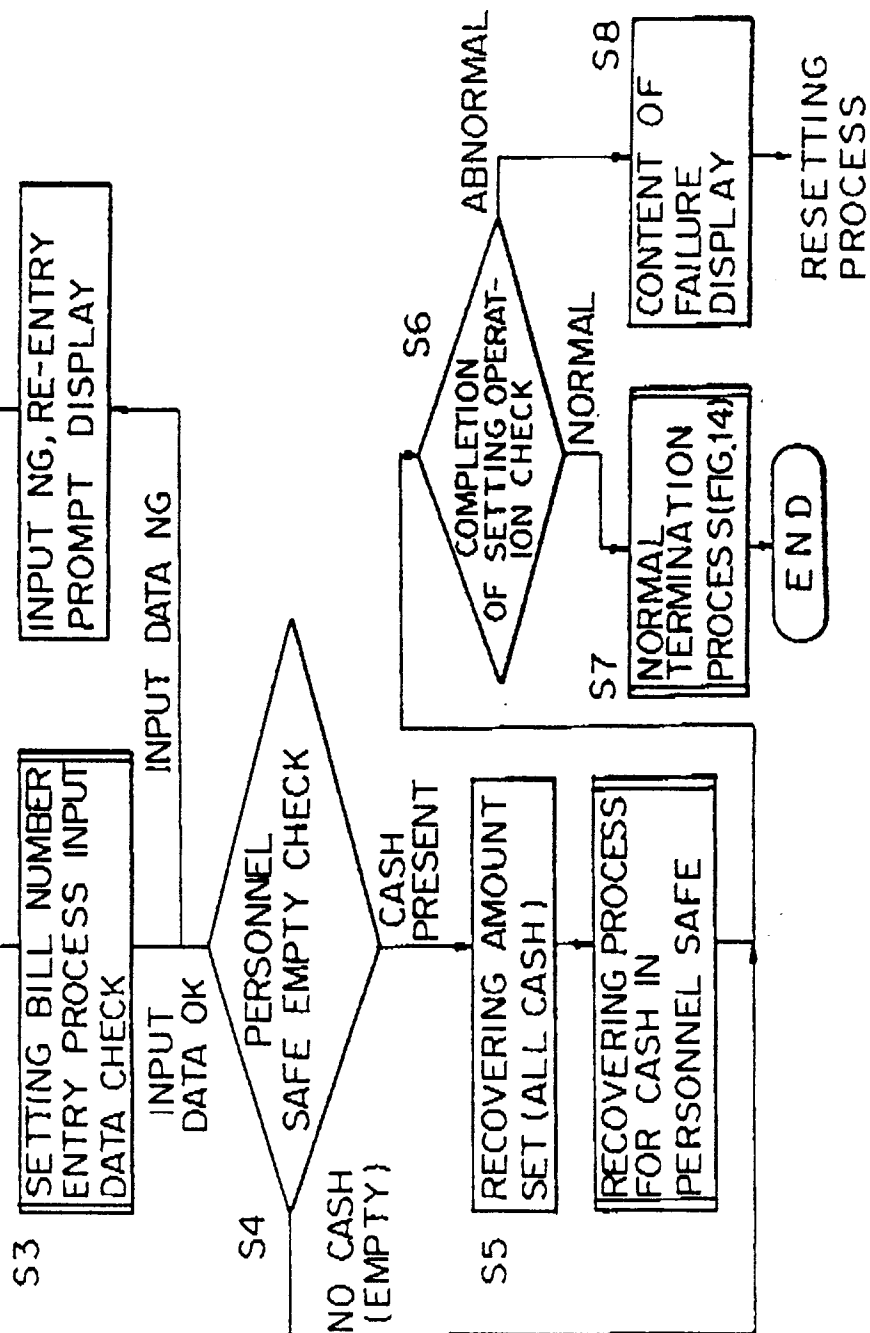 S3
SETTING BILL NUMBER
ENTRY PROCESS INPUT
DATA CHECK
INPUT
DATA OK
INPUT DATA NG
INPUT NG, RE-ENTRY
PROMPT DISPLAY
S4
PERSONNEL
SAFE EMPTY CHECK
NO CASH
(EMPTY)
CASH
PRESENT
S5
RECOVERING AMOUNT
SET (ALL CASH)
RECOVERING PROCESS
FOR CASH IN
PERSONNEL SAFE
S6
COMPLETION
OF SETTING OPERAT-
ION CHECK
ABNORMAL
NORMAL
S7
NORMAL
TERMINATION
PROCESS(FIG.14)
END
S8
CONTENT OF
FAILURE
DISPLAY
RESETTING
PROCESS